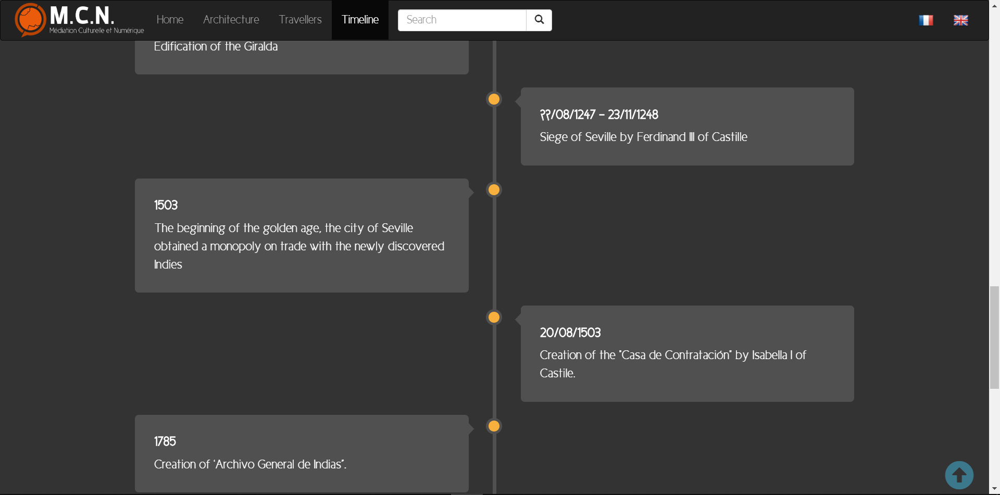 M.C.N.
Médiation Culturelle et Numérique
Home
Architecture
Travellers
Timeline
Search
Edification of the Giralda
??/08/1247 - 23/11/1248
Siege of Seville by Ferdinand III of Castille
1503
The beginning of the golden age, the city of Seville
obtained a monopoly on trade with the newly discovered
Indies
20/08/1503
Creation of the "Casa de Contratación" by Isabella I of
Castile.
1785
Creation of ‘Archivo General de Indias”.